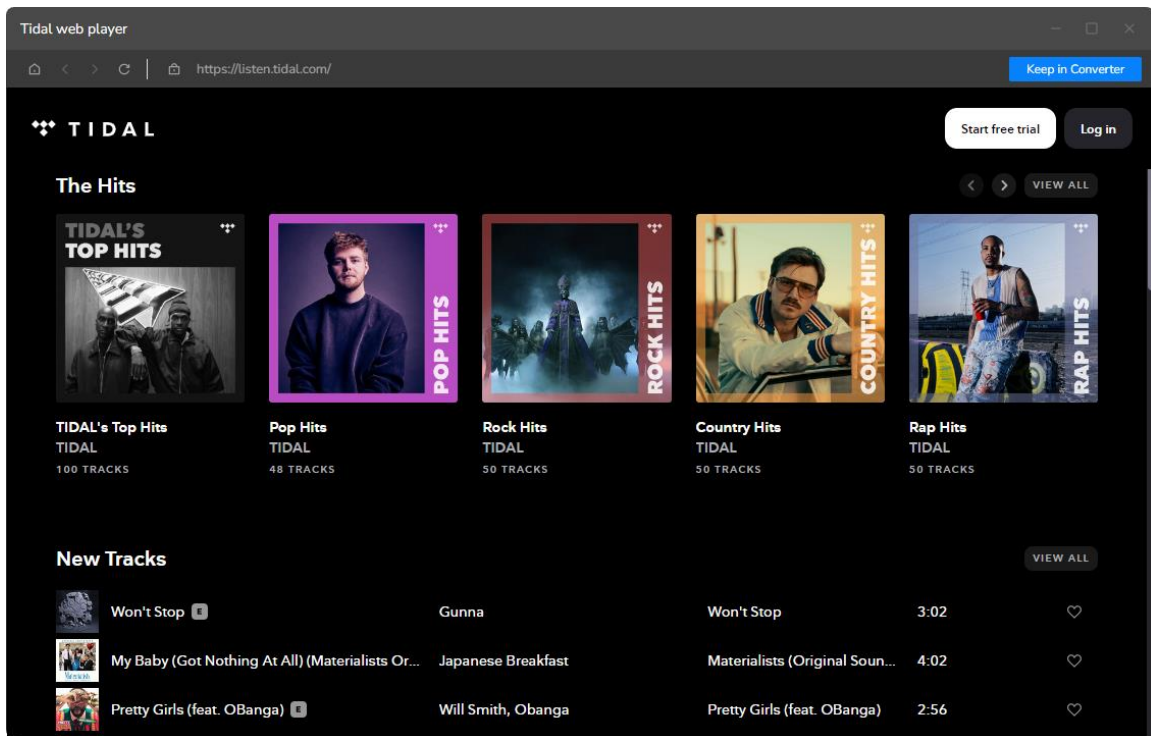 Tidal web player
https://listen.tidal.com/
Keep in Converter
TIDAL
Start free trial
Log in
The Hits
VIEW ALL
TIDAL'S
TOP HITS
POP HITS
ROCK HITS
COUNTRY HITS
RAP HITS
TIDAL's Top Hits
Pop Hits
Rock Hits
Country Hits
Rap Hits
TIDAL
TIDAL
TIDAL
TIDAL
TIDAL
100 TRACKS
48 TRACKS
50 TRACKS
50 TRACKS
50 TRACKS
New Tracks
VIEW ALL
Won't Stop E Gunna Won't Stop 3:02
My Baby (Got Nothing At All) (Materialists Or... Japanese Breakfast Materialists (Original Soun... 4:02
Pretty Girls (feat. OBanga) E Will Smith, Obanga Pretty Girls (feat. OBanga) 2:56